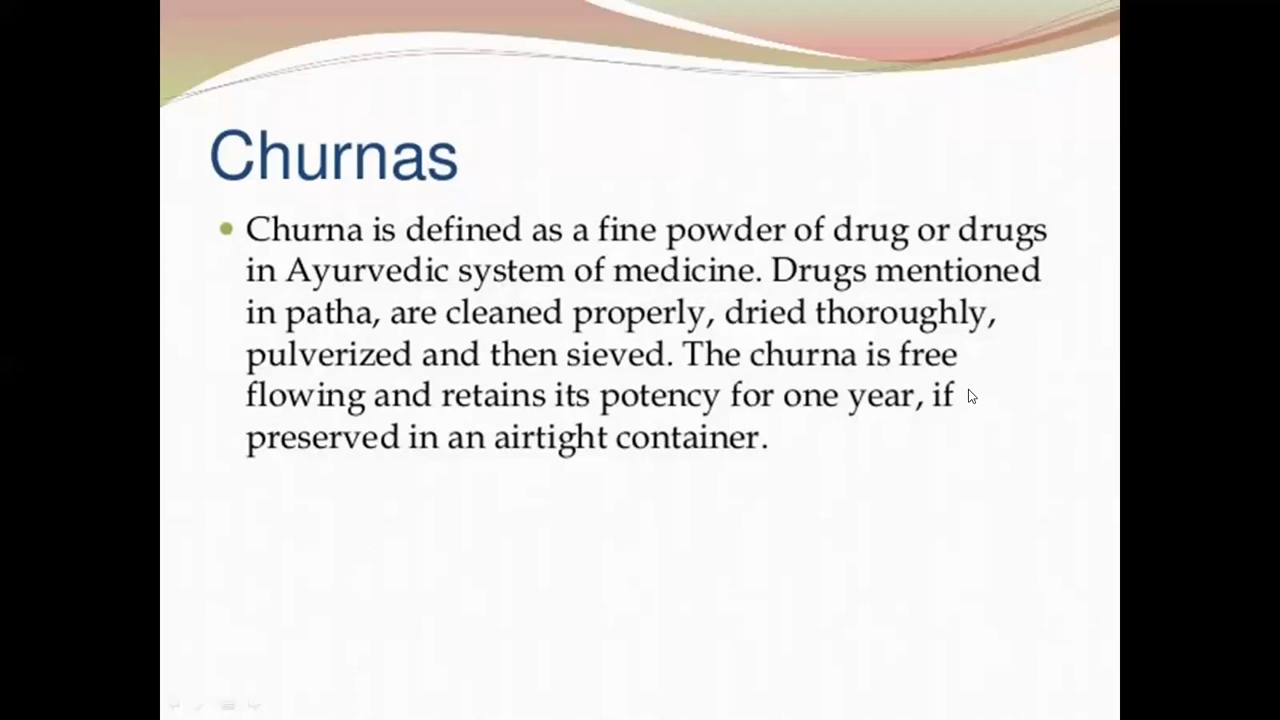 Churnas
Churna is defined as a fine powder of drug or drugs
in Ayurvedic system of medicine. Drugs mentioned
in patha, are cleaned properly, dried thoroughly,
pulverized and then sieved. The churna is free
flowing and retains its potency for one year, if
preserved in an airtight container.